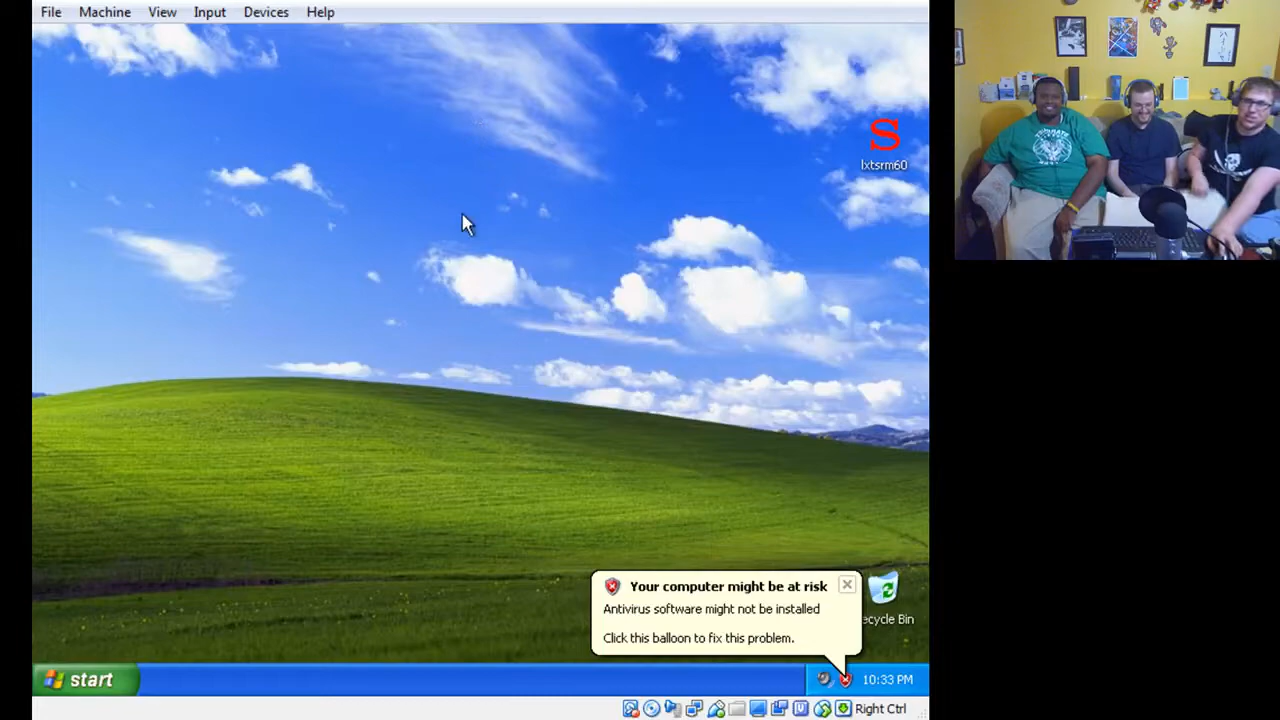 File Machine View Input Devices Help
lxtsrm60
Your computer might be at risk
Antivirus software might not be installed
Click this balloon to fix this problem.
ecycle Bin
start
10:33 PM
Right Ctrl